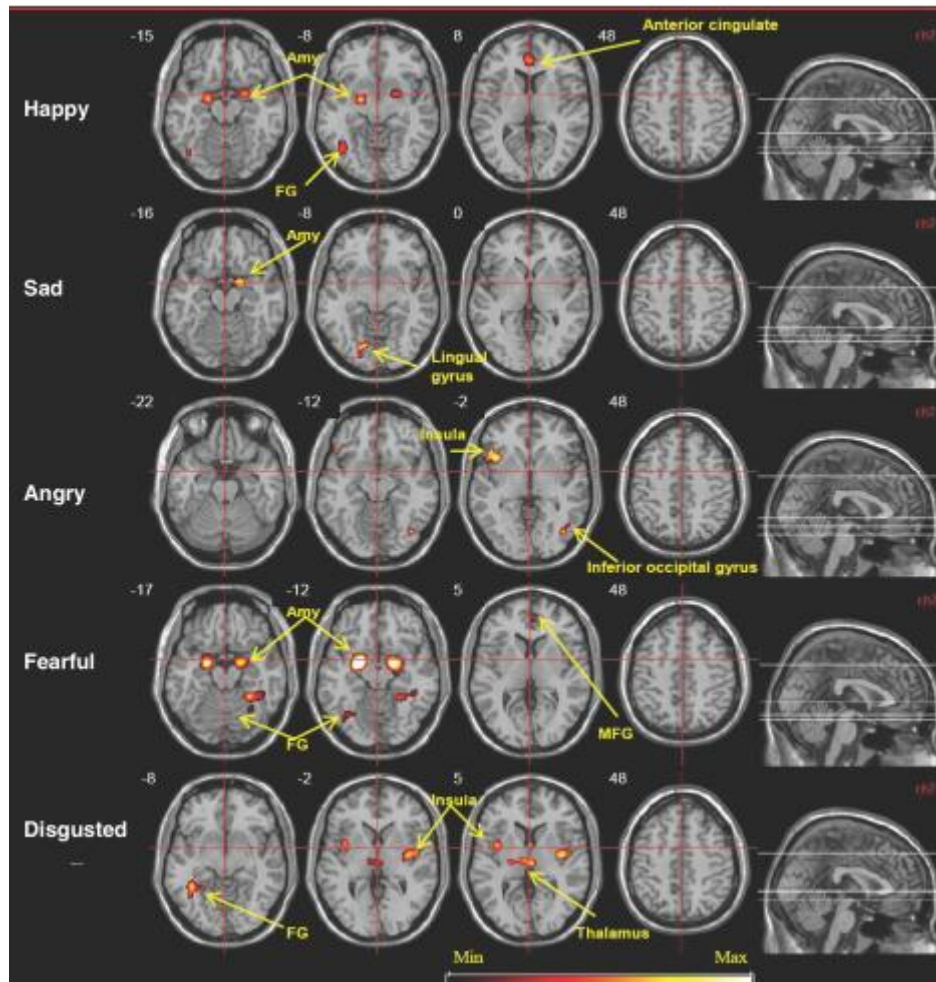 -15 -8 8 48 Anterior cingulate
Amy
Happy
FG
-16 -8 0 48
Amy
Sad
Lingual
gyrus
-22 -12 -2 48
Insula
Angry
Inferior occipital gyrus
-17 -12 5 48
Amy
Fearful
FG
MFG
-8 -2 5 48
Insula
Disgusted
FG
Thalamus
Min Max